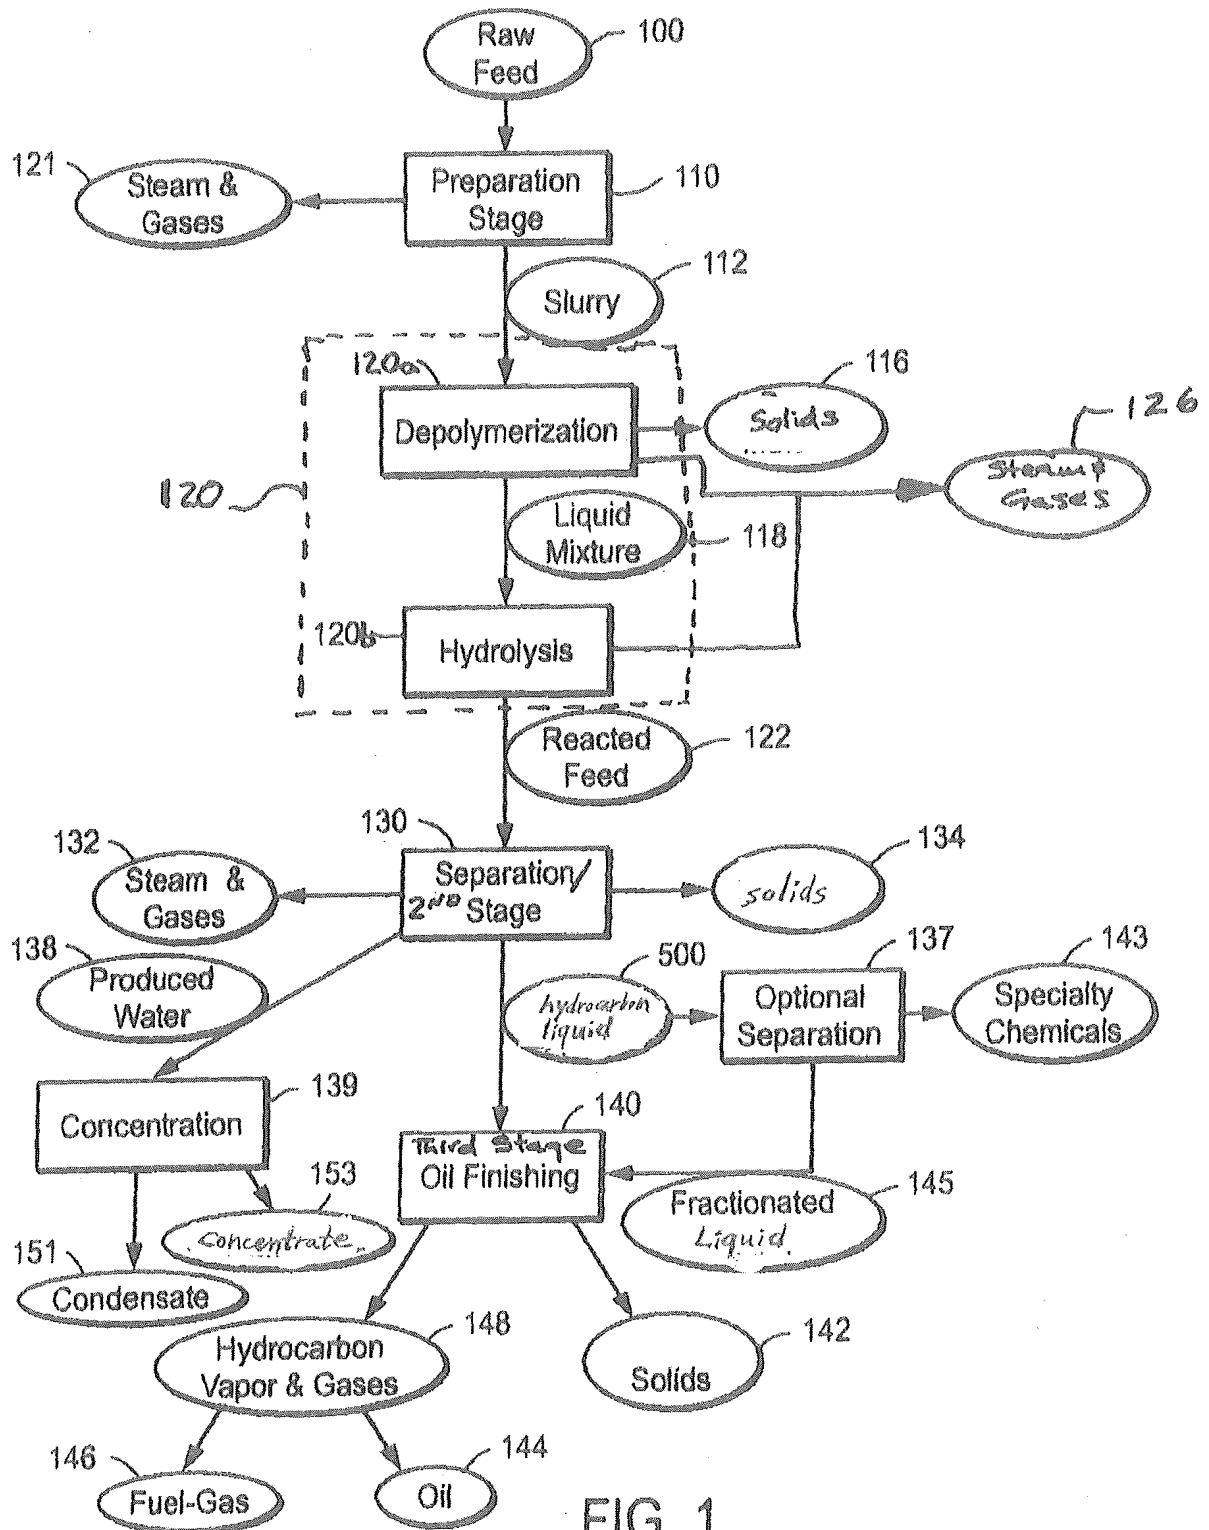 Raw
Feed
100
121
Steam &
Gases
Preparation
Stage
110
112
Slurry
120a
116
Depolymerization
Solids
126
Steam &
Gases
120
Liquid
Mixture
118
120b
Hydrolysis
Reacted
Feed
122
130
132
Steam &
Gases
Separation/
2ND Stage
134
solids
138
Produced
Water
500
hydrocarbon
liquid
137
Optional
Separation
143
Specialty
Chemicals
139
Concentration
140
Third Stage
Oil Finishing
153
Concentrate
145
Fractionated
Liquid
151
Condensate
148
Hydrocarbon
Vapor & Gases
142
Solids
146
Fuel-Gas
144
Oil
FIG. 1